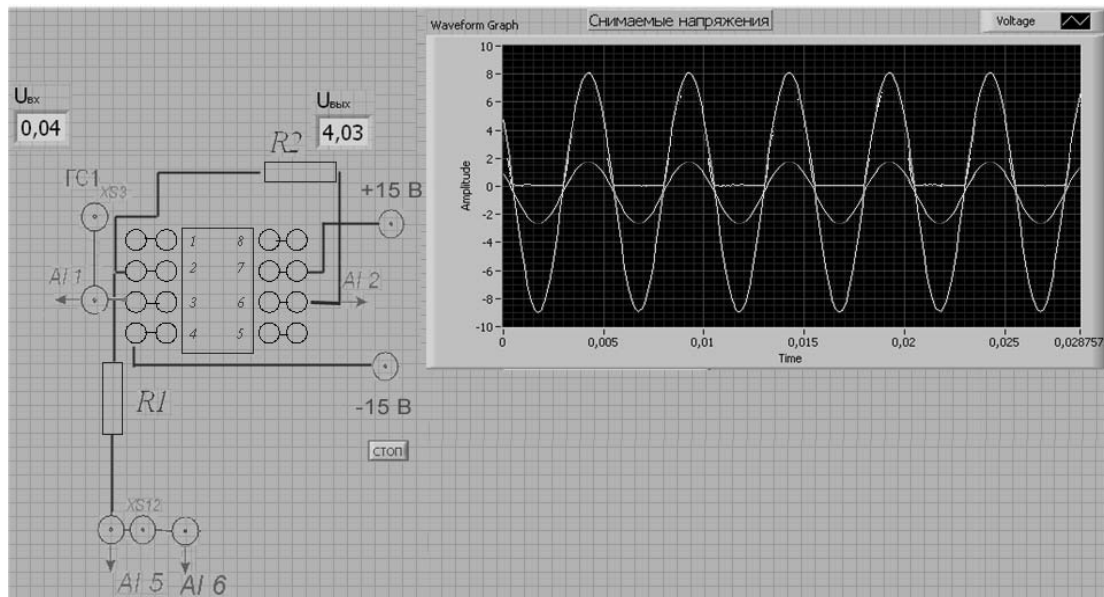 Снимаемые напряжения
Waveform Graph
Voltage
Uвх
0,04
Uвых
4,03
R2
ГС1
XS3
+15 В
1
8
2
7
AI 1
3
6
AI 2
4
5
R1
-15 В
стоп
XS12
AI 5
AI 6
Amplitude
10
8
6
4
2
0
-2
-4
-6
-8
-10
0
0,005
0,01
0,015
0,02
0,025
0,028757
Time